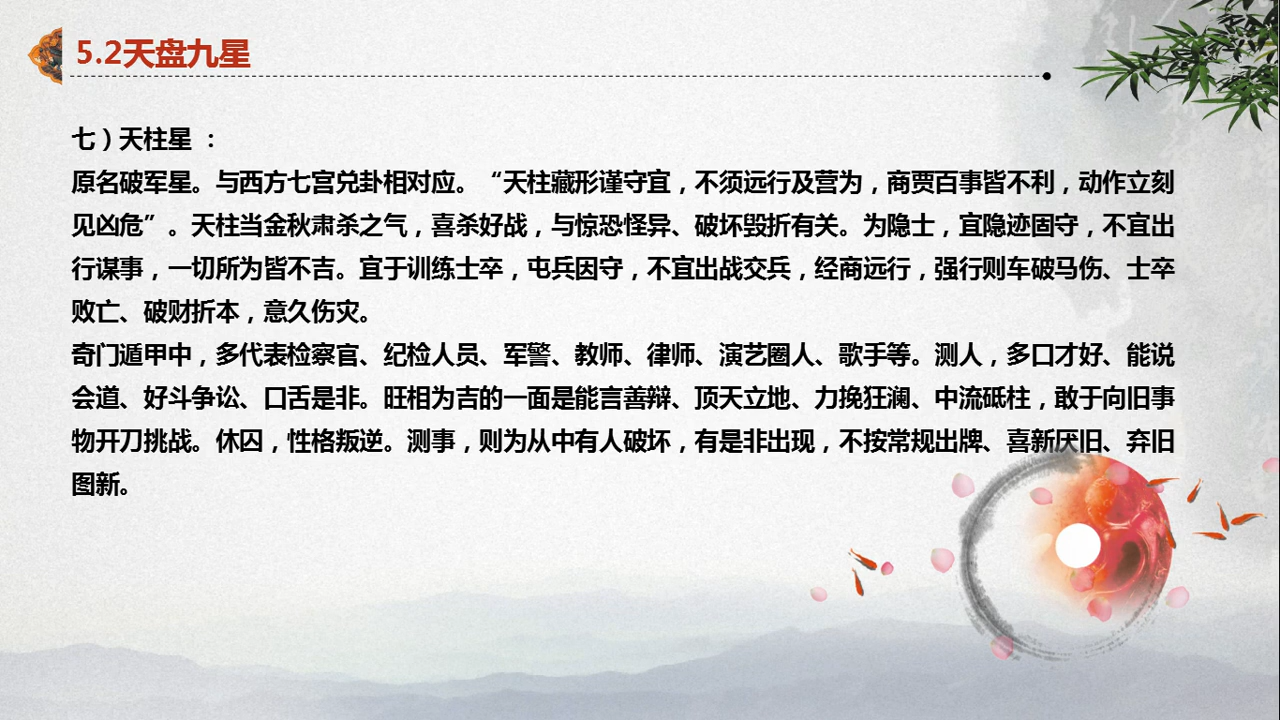 5.2天盘九星
七）天柱星 ：
原名破军星。与西方七宫兑卦相对应。“天柱藏形谨守宜，不须远行及营为，商贾百事皆不利，动作立刻
见凶危”。天柱当金秋肃杀之气，喜杀好战，与惊恐怪异、破坏毁折有关。为隐士，宜隐迹固守，不宜出
行谋事，一切所为皆不吉。宜于训练士卒，屯兵因守，不宜出战交兵，经商远行，强行则车破马伤、士卒
败亡、破财折本，意久伤灾。
奇门遁甲中，多代表检察官、纪检人员、军警、教师、律师、演艺圈人、歌手等。测人，多口才好、能说
会道、好斗争讼、口舌是非。旺相为吉的一面是能言善辩、顶天立地、力挽狂澜、中流砥柱，敢于向旧事
物开刀挑战。休囚，性格叛逆。测事，则为从中有人破坏，有是非出现，不按常规出牌、喜新厌旧、弃旧
图新。